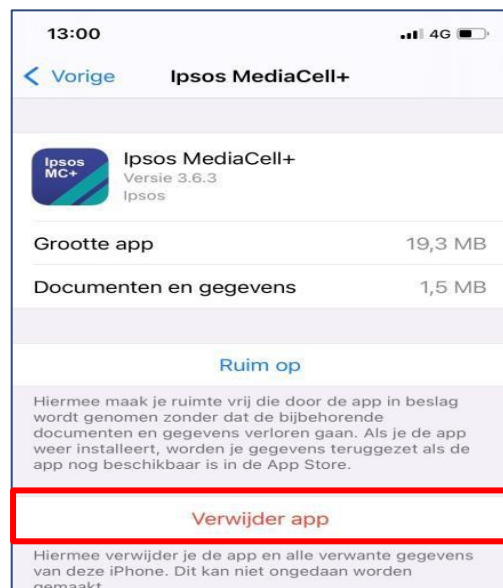 13:00 4G
Vorige Ipsos MediaCell+
Ipsos MC+
Ipsos MediaCell+
Versie 3.6.3
Ipsos
Grootte app 19,3 MB
Documenten en gegevens 1,5 MB
Ruim op
Hiermee maak je ruimte vrij die door de app in beslag
wordt genomen zonder dat de bijbehorende
documenten en gegevens verloren gaan. Als je de app
weer installeert, worden je gegevens teruggezet als de
app nog beschikbaar is in de App Store.
Verwijder app
Hiermee verwijder je de app en alle verwante gegevens
van deze iPhone. Dit kan niet ongedaan worden
gemaakt